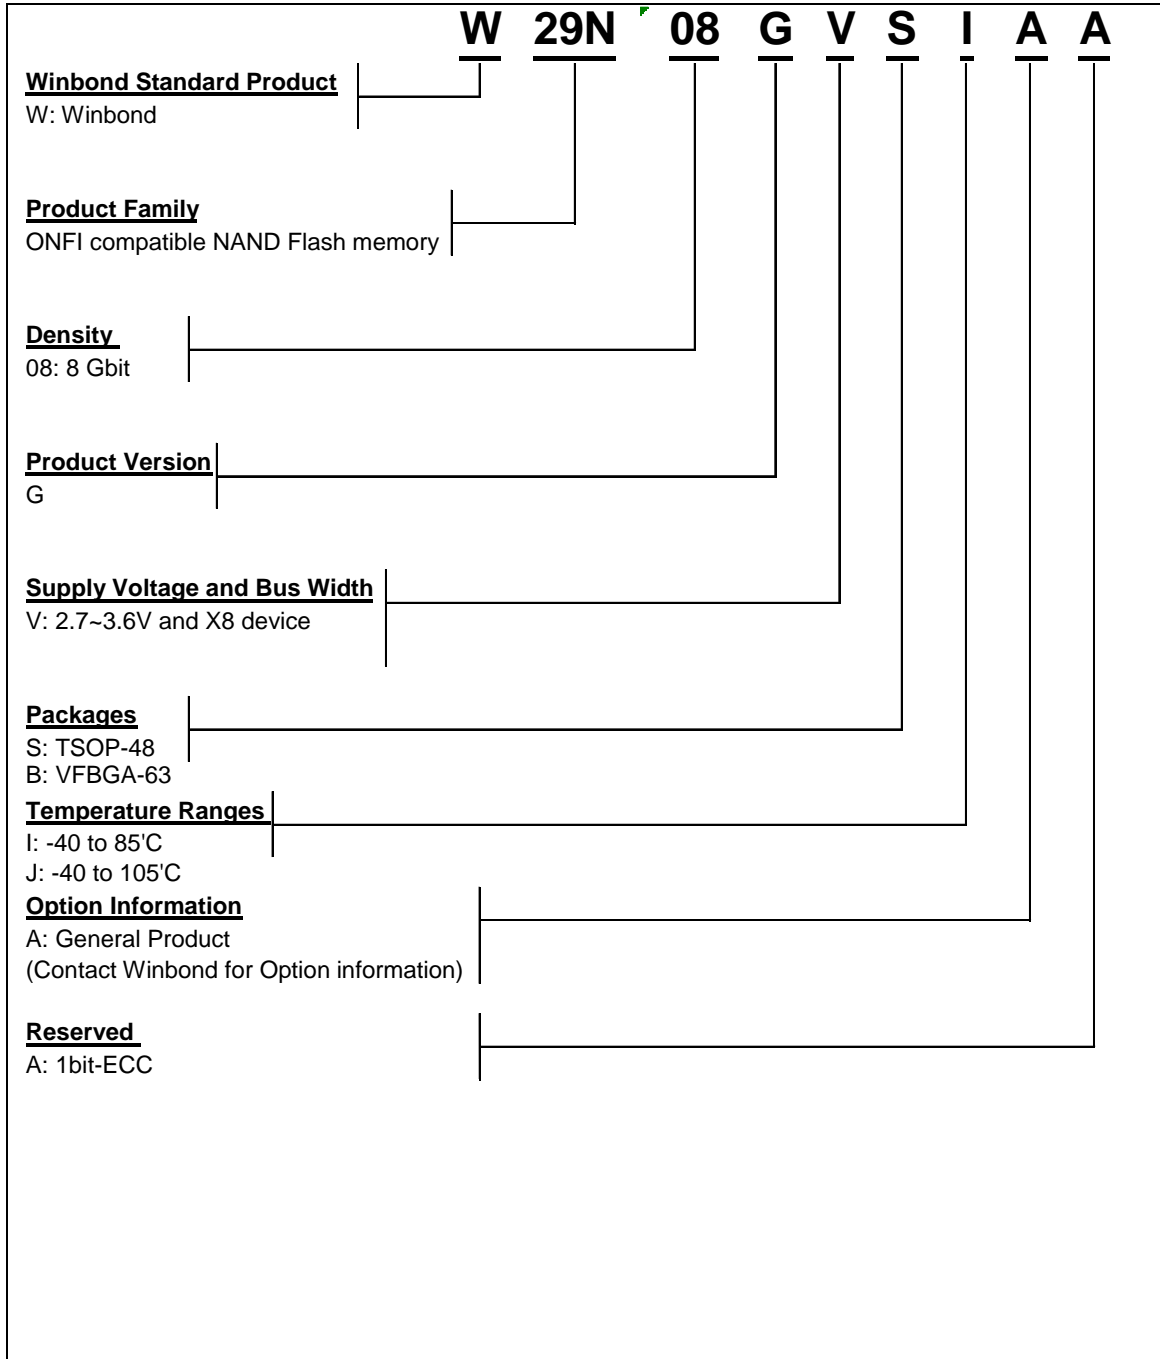 W 29N 08 G V S I A A
Winbond Standard Product
W: Winbond
Product Family
ONFI compatible NAND Flash memory
Density
08: 8 Gbit
Product Version
G
Supply Voltage and Bus Width
V: 2.7~3.6V and X8 device
Packages
S: TSOP-48
B: VFBGA-63
Temperature Ranges
I: -40 to 85'C
J: -40 to 105'C
Option Information
A: General Product
(Contact Winbond for Option information)
Reserved
A: 1bit-ECC